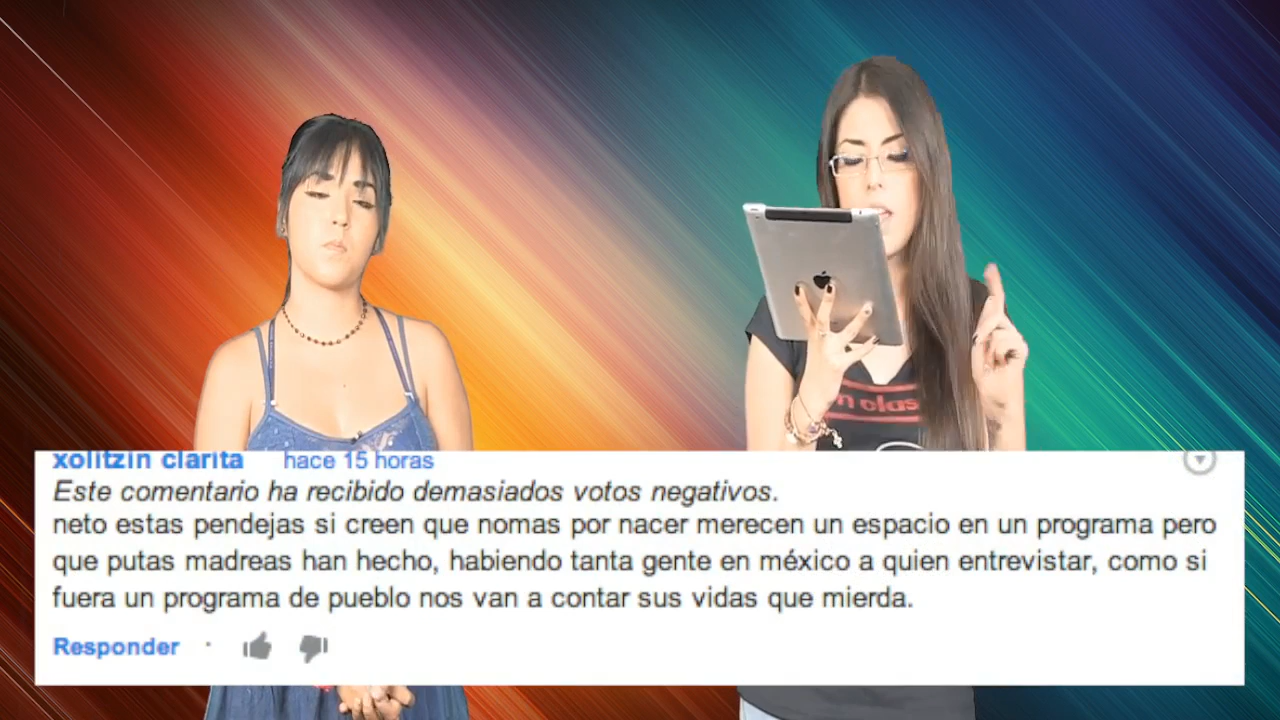 n clas
xolitzin clarita hace 15 horas
Este comentario ha recibido demasiados votos negativos.
neto estas pendejas si creen que nomas por nacer merecen un espacio en un programa pero
que putas madreas han hecho, habiendo tanta gente en méxico a quien entrevistar, como si
fuera un programa de pueblo nos van a contar sus vidas que mierda.
Responder ·